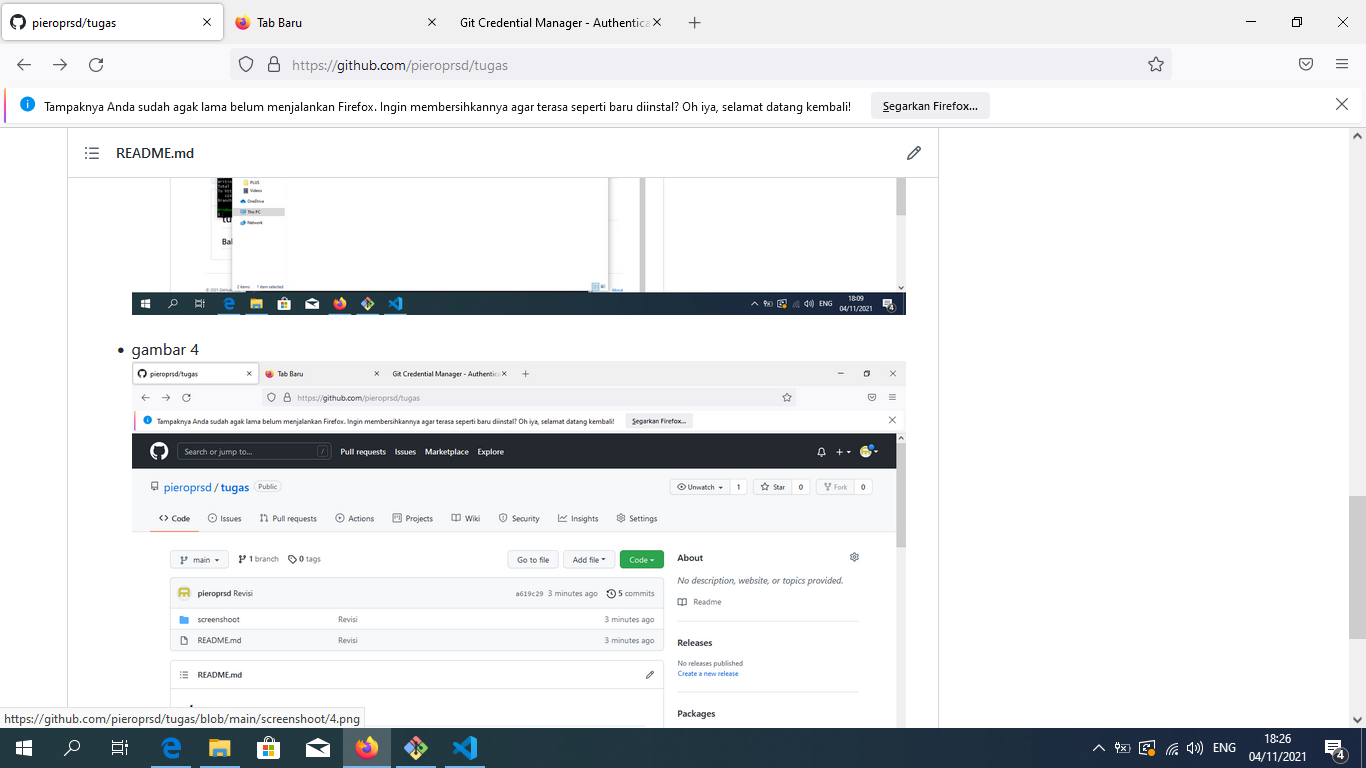 pieroprsd/tugas
Tab Baru
Git Credential Manager - Authentica
https://github.com/pieroprsd/tugas
Tampaknya Anda sudah agak lama belum menjalankan Firefox. Ingin membersihkannya agar terasa seperti baru diinstal? Oh iya, selamat datang kembali!
Segarkan Firefox...
README.md
PLUS
Videos
OneDrive
This PC
Network
Bal
2 items 1 item selected
About
18:09
ENG
04/11/2021
4
• gambar 4
pieroprsd/tugas
Tab Baru
Git Credential Manager - Authentica
https://github.com/pieroprsd/tugas
Tampaknya Anda sudah agak lama belum menjalankan Firefox. Ingin membersihkannya agar terasa seperti baru diinstal? Oh iya, selamat datang kembali!
Segarkan Firefox...
Search or jump to... /
Pull requests Issues Marketplace Explore
pieroprsd / tugas Public
Unwatch 1 Star 0 Fork 0
Code Issues Pull requests Actions Projects Wiki Security Insights Settings
main 1 branch 0 tags
Go to file Add file Code
About
No description, website, or topics provided.
Readme
pieroprsd Revisi a619c29 3 minutes ago 5 commits
screenshoot Revisi 3 minutes ago
README.md Revisi 3 minutes ago
Releases
No releases published
Create a new release
README.md
Packages
https://github.com/pieroprsd/tugas/blob/main/screenshoot/4.png
ENG
18:26
04/11/2021
4